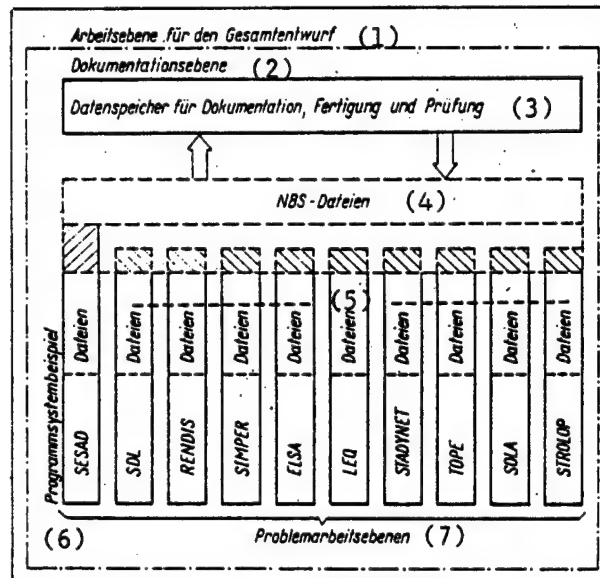 Arbeitsebene für den Gesamtentwurf (1)
Dokumentationsebene (2)
Datenspeicher für Dokumentation, Fertigung und Prüfung (3)
NBS-Dateien (4)
(5)
Dateien
Dateien
Dateien
Dateien
Dateien
Dateien
Dateien
Dateien
Dateien
Dateien
Programmsystembeispiel
SESAD
SDL
RENDIS
SIMPER
ELSA
LEQ
STADYNET
TOPE
SOLA
STROLOP
(6)
Problemarbeitsebenen (7)